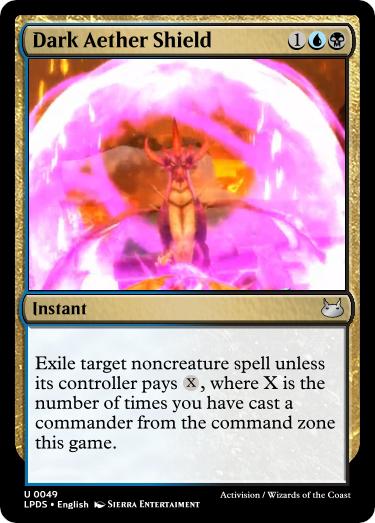 Dark Aether Shield 1
Instant
Exile target noncreature spell unless
its controller pays X, where X is the
number of times you have cast a
commander from the command zone
this game.
U 0049
LPDS • English Sierra Entertaiment
Activision / Wizards of the Coast